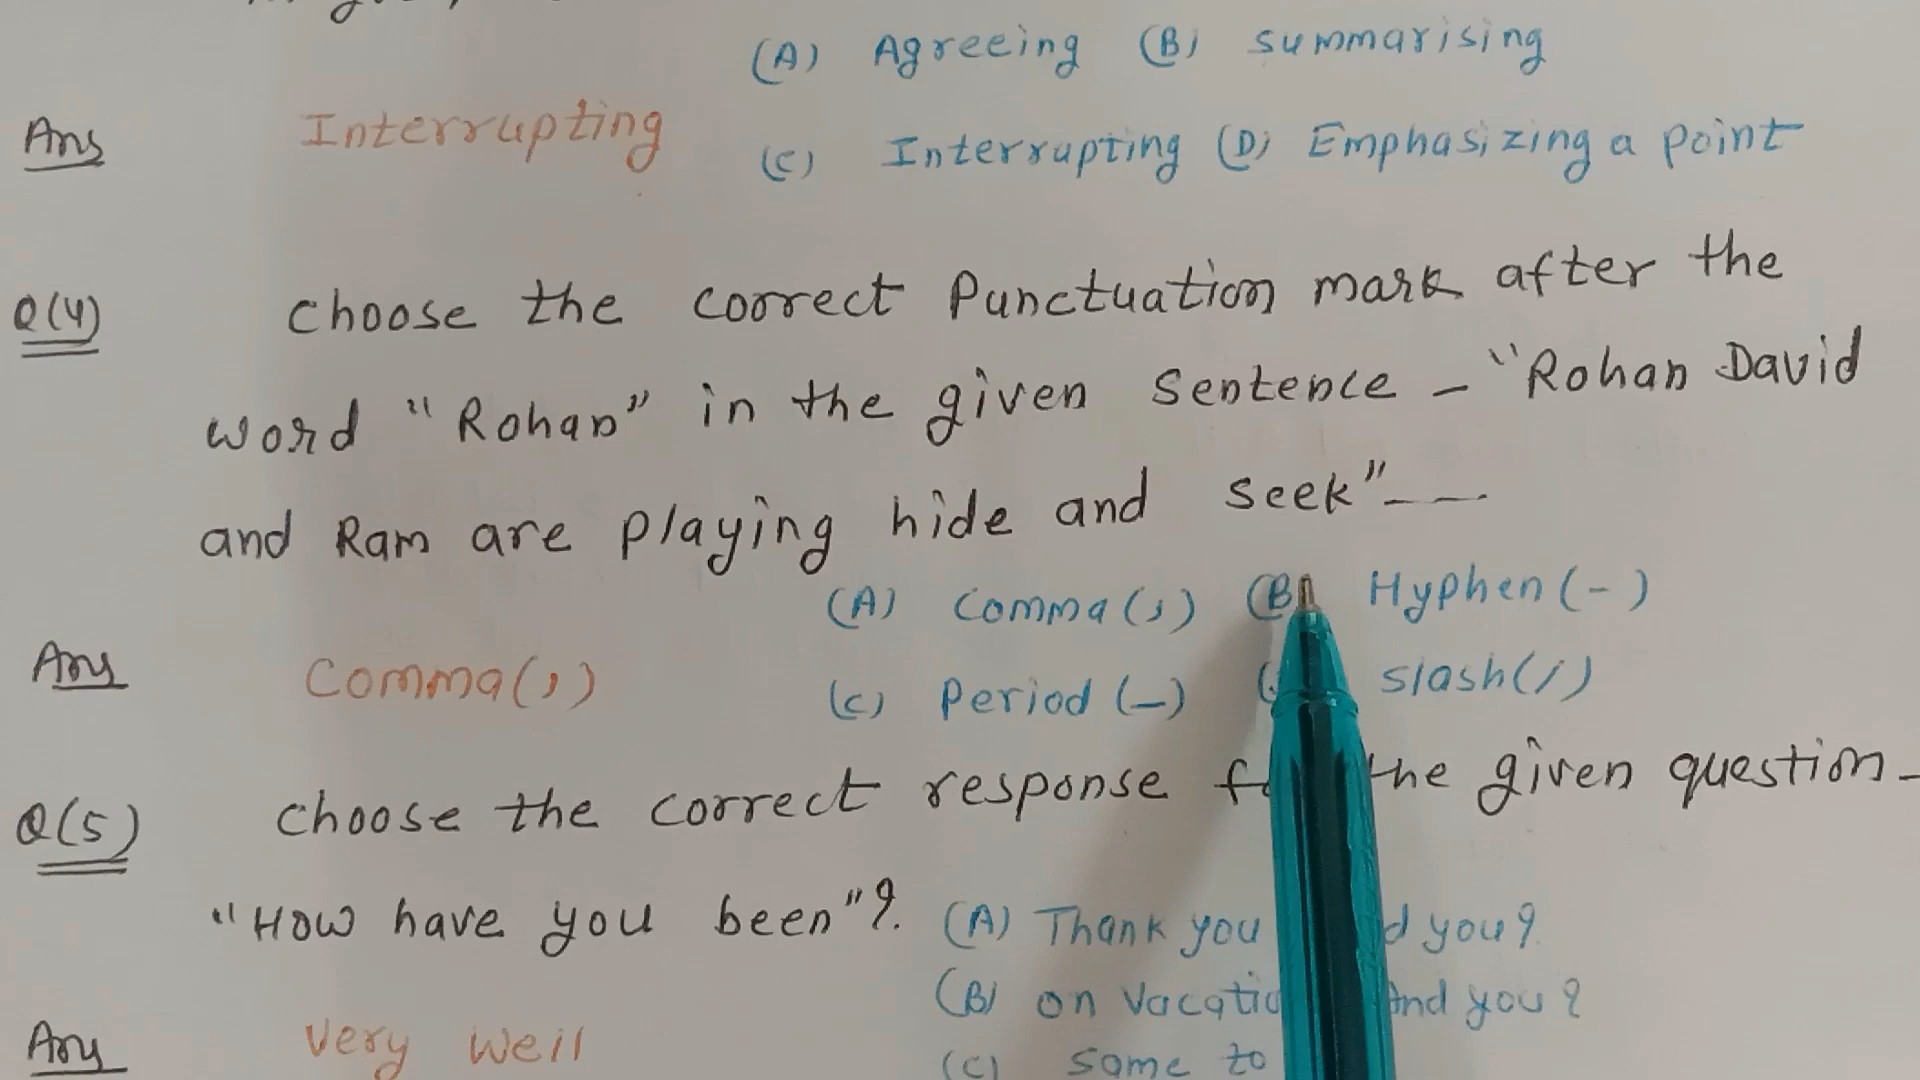 (A) Agreeing (B) summarising
Ans Interrupting
(C) Interrupting (D) Emphasizing a point
Q(4) choose the correct Punctuation mark after the
word "Rohan" in the given Sentence - "Rohan David
and Ram are playing hide and seek"--
(A) Comma(,) (B) Hyphen(-)
Ans Comma(,)
(C) Period(-) slash(/)
Q(5) choose the correct response the given question-
"How have you been"?. (A) Thank you you?
(B) on and you?
Ans Very well
(C) same to